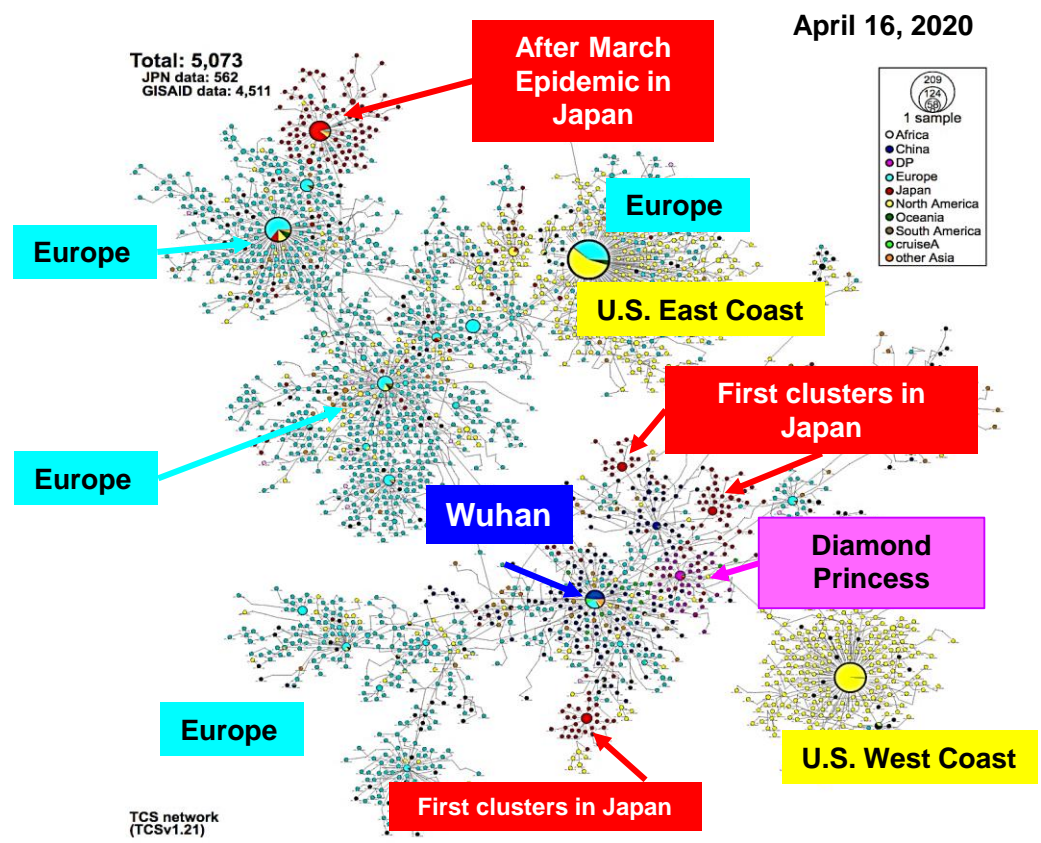 April 16, 2020
Total: 5,073
JPN data: 562
GISAID data: 4,511
After March
Epidemic in
Japan
209
124
58
1 sample
Africa
China
DP
Europe
Japan
North America
Oceania
South America
cruiseA
other Asia
Europe
Europe
U.S. East Coast
First clusters in
Japan
Europe
Wuhan
Diamond
Princess
Europe
U.S. West Coast
First clusters in Japan
TCS network
(TCSv1.21)